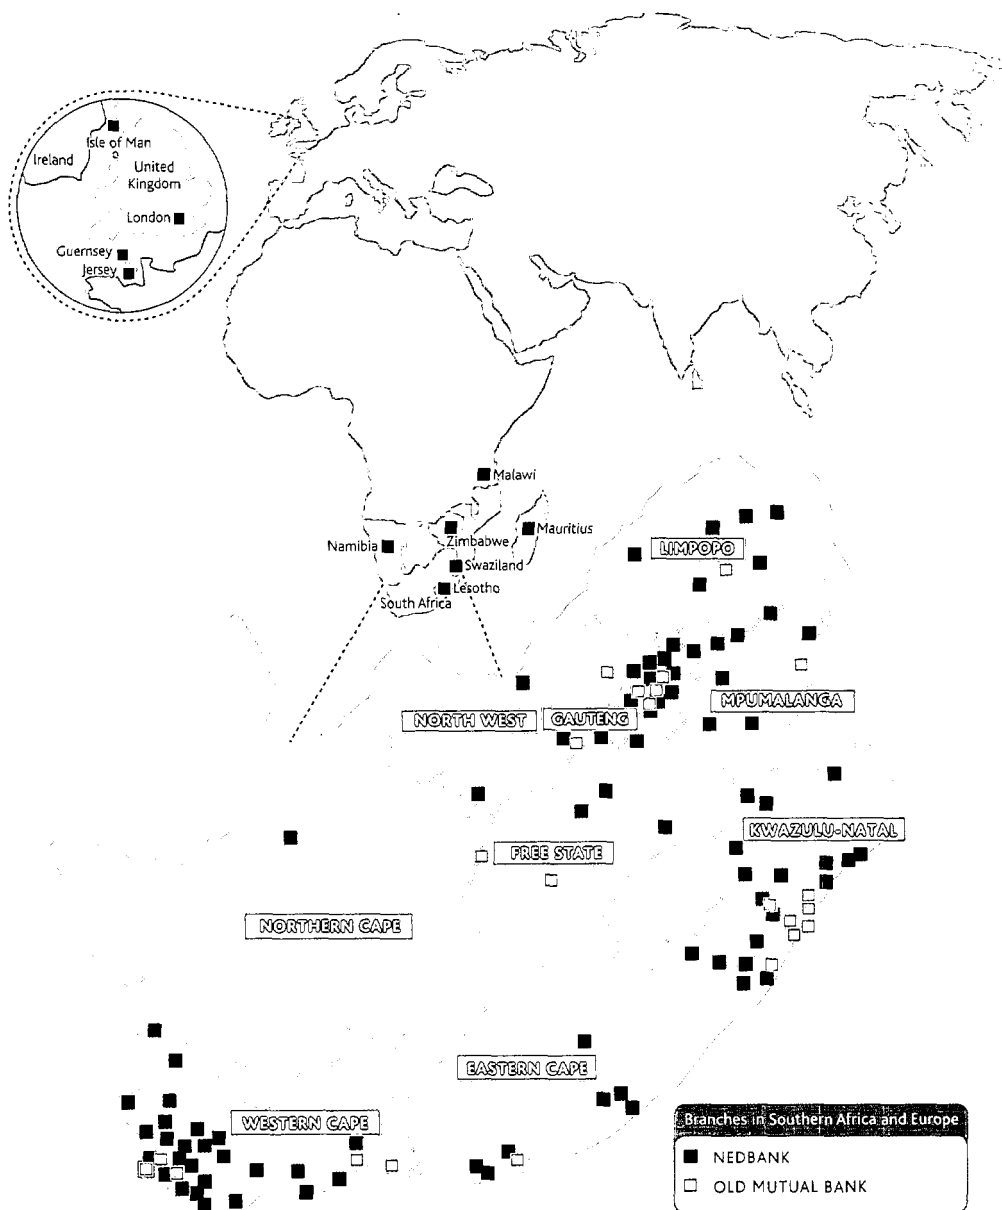 Isle of Man
Ireland
United
Kingdom
London
Guernsey
Jersey
Malawi
Mauritius
Zimbabwe
Namibia
Swaziland
Lesotho
South Africa
LIMPOPO
MPUMALANGA
NORTH WEST
GAUTENG
KWAZULU-NATAL
FREE STATE
NORTHERN CAPE
EASTERN CAPE
WESTERN CAPE
Branches in Southern Africa and Europe
NEDBANK
OLD MUTUAL BANK